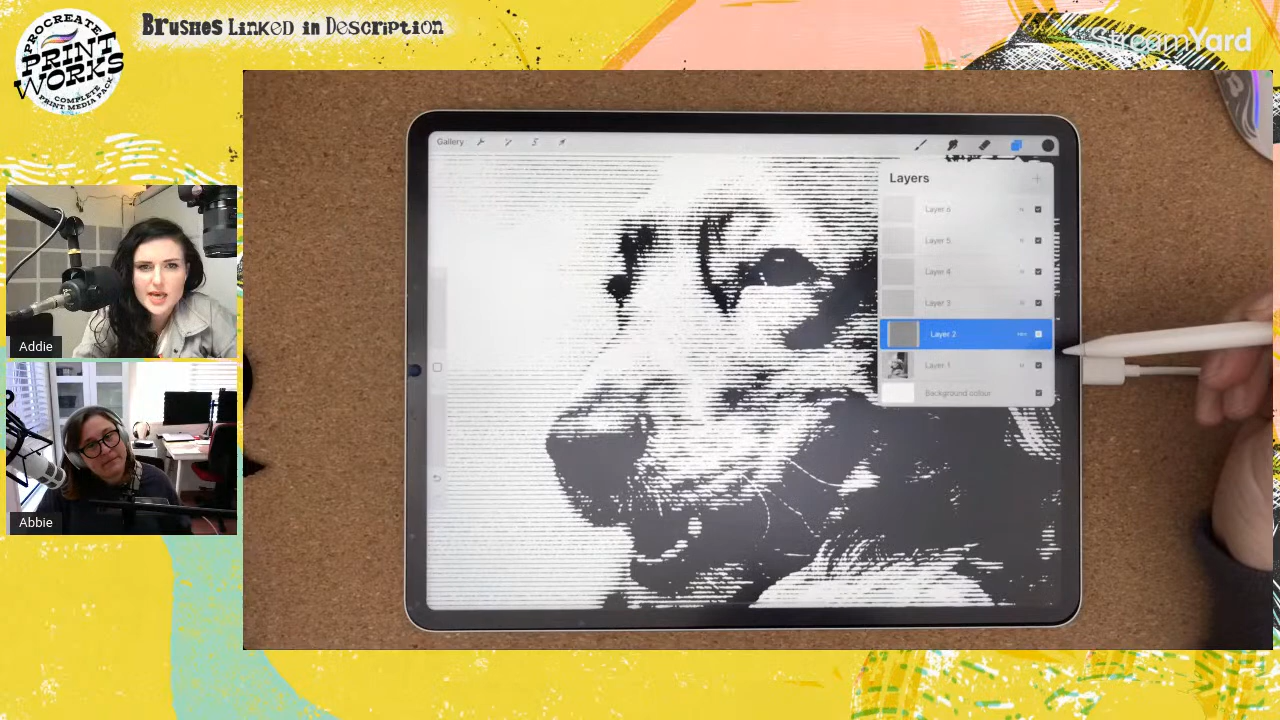 Brushes Linked in Description
StreamYard
PROCREATE
PRINT
WORKS
COMPLETE
PRINT MEDIA PACK
Gallery
Layers
Layer 6
Layer 5
Layer 4
Layer 3
Layer 2
Layer 1
Background colour
Addie
Abbie